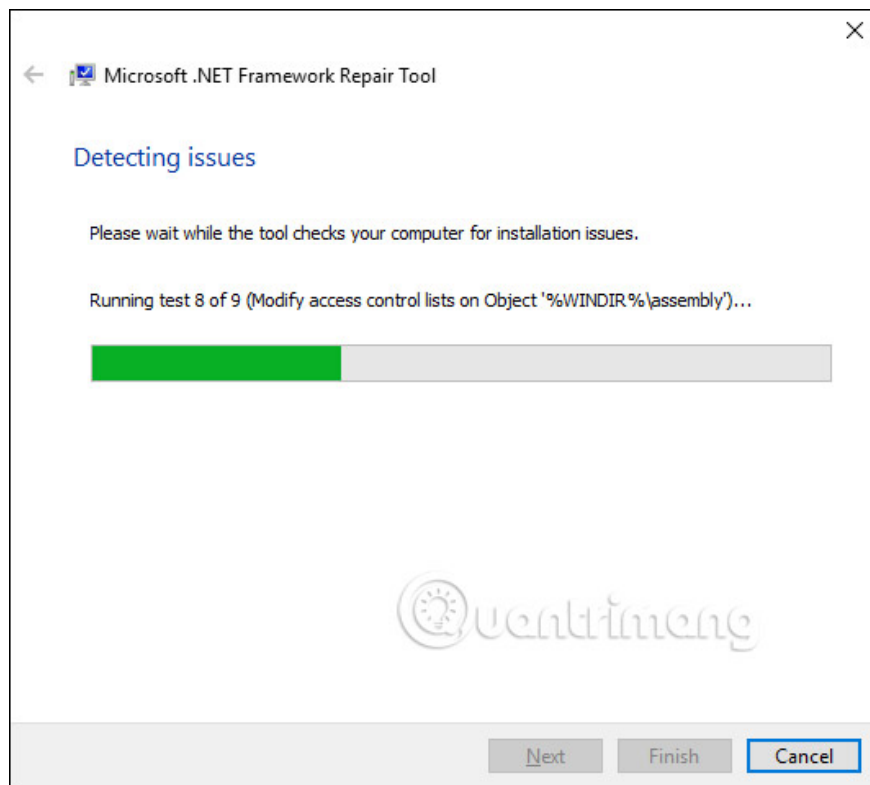 Microsoft .NET Framework Repair Tool
Detecting issues
Please wait while the tool checks your computer for installation issues.
Running test 8 of 9 (Modify access control lists on Object '%WINDIR%\assembly')...
Quantrimang
Next Finish Cancel